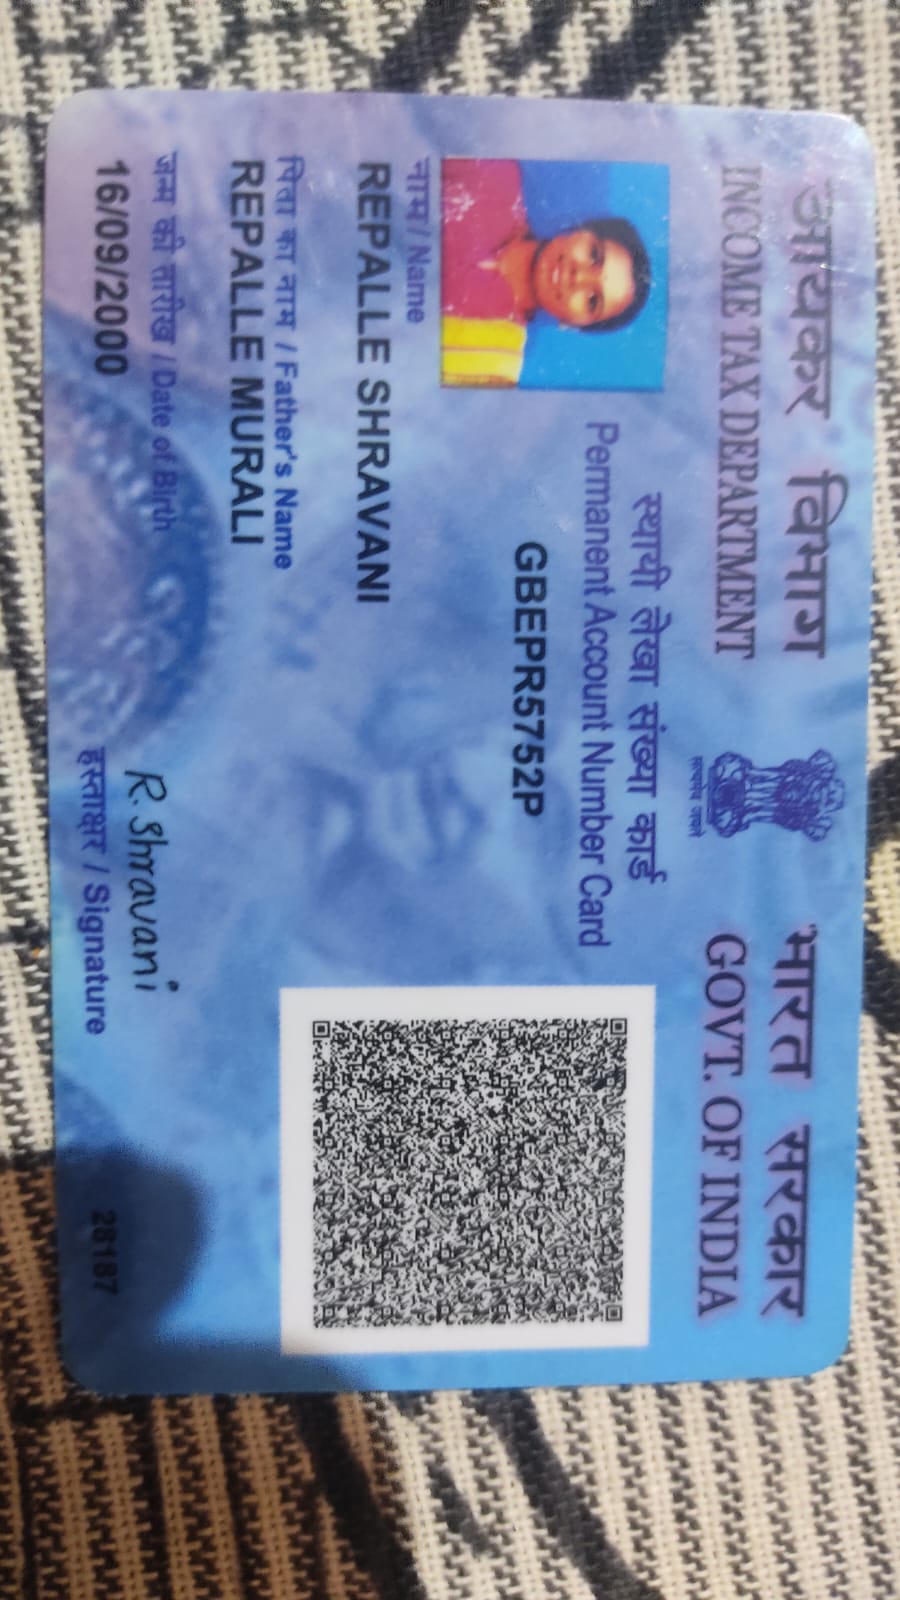 आयकर विभाग
INCOME TAX DEPARTMENT
सत्यमेव जयते
भारत सरकार
GOVT. OF INDIA
स्थायी लेखा संख्या कार्ड
Permanent Account Number Card
GBEPR5752P
नाम / Name
REPALLE SHRAVANI
पिता का नाम / Father's Name
REPALLE MURALI
जन्म की तारीख / Date of Birth
16/09/2000
R. Shravani
हस्ताक्षर / Signature
28187